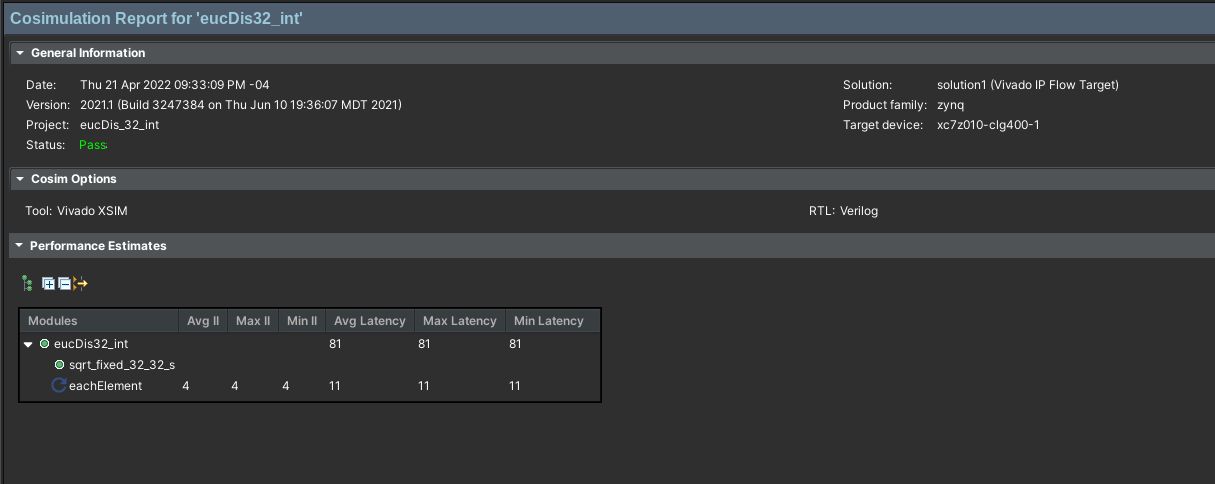 Cosimulation Report for 'eucDis32_int'
General Information
Date: Thu 21 Apr 2022 09:33:09 PM -04 Solution: solution1 (Vivado IP Flow Target)
Version: 2021.1 (Build 3247384 on Thu Jun 10 19:36:07 MDT 2021) Product family: zynq
Project: eucDis_32_int Target device: xc7z010-clg400-1
Status: Pass
Cosim Options
Tool: Vivado XSIM RTL: Verilog
Performance Estimates
Modules Avg II Max II Min II Avg Latency Max Latency Min Latency
eucDis32_int 81 81 81
sqrt_fixed_32_32_s
eachElement 4 4 4 11 11 11